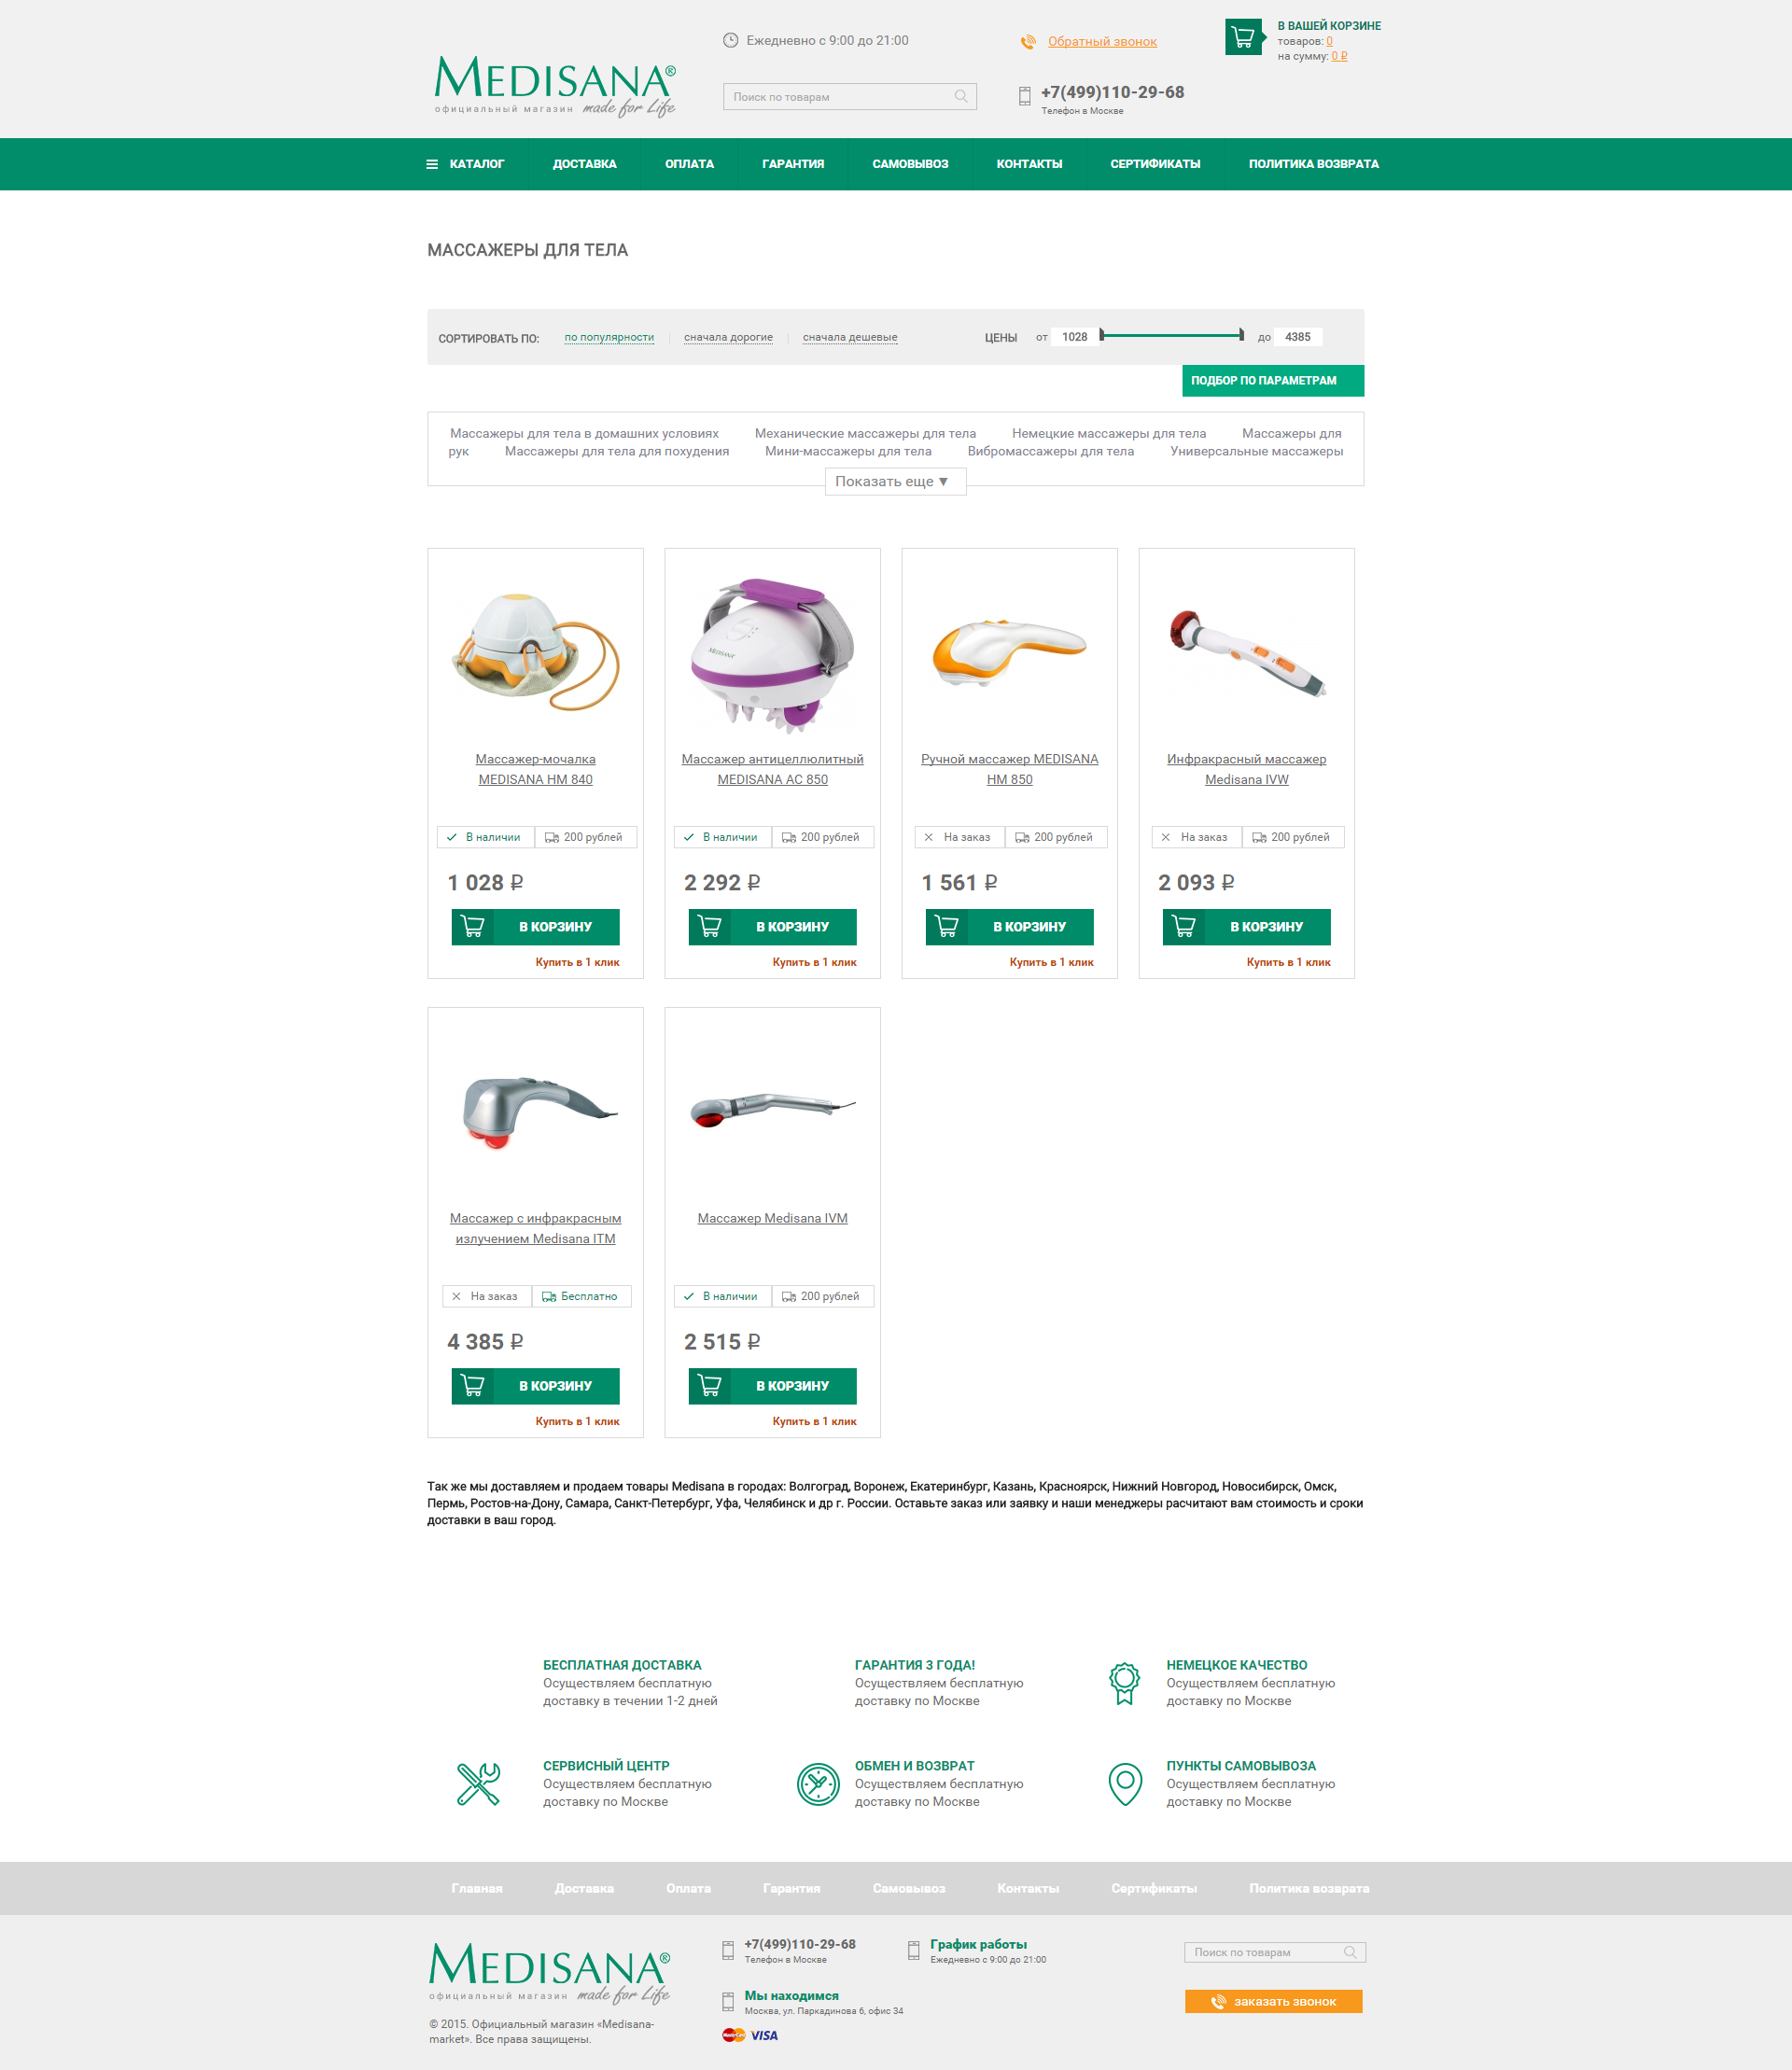 MEDISANA®
официальный магазин made for Life
Ежедневно с 9:00 до 21:00
Поиск по товарам
Обратный звонок
+7(499)110-29-68
Телефон в Москве
В ВАШЕЙ КОРЗИНЕ
товаров: 0
на сумму: 0 ₽
КАТАЛОГ ДОСТАВКА ОПЛАТА ГАРАНТИЯ САМОВЫВОЗ КОНТАКТЫ СЕРТИФИКАТЫ ПОЛИТИКА ВОЗВРАТА
МАССАЖЕРЫ ДЛЯ ТЕЛА
СОРТИРОВАТЬ ПО: по популярности сначала дорогие сначала дешевые ЦЕНЫ от 1028 до 4385
ПОДБОР ПО ПАРАМЕТРАМ
Массажеры для тела в домашних условиях Механические массажеры для тела Немецкие массажеры для тела Массажеры для
рук Массажеры для тела для похудения Мини-массажеры для тела Вибромассажеры для тела Универсальные массажеры
Показать еще ▼
MEDISANA
Массажер-мочалка
MEDISANA HM 840
В наличии 200 рублей
1 028 ₽
В КОРЗИНУ
Купить в 1 клик
Массажер антицеллюлитный
MEDISANA AC 850
В наличии 200 рублей
2 292 ₽
В КОРЗИНУ
Купить в 1 клик
Ручной массажер MEDISANA
HM 850
На заказ 200 рублей
1 561 ₽
В КОРЗИНУ
Купить в 1 клик
Инфракрасный массажер
Medisana IVW
На заказ 200 рублей
2 093 ₽
В КОРЗИНУ
Купить в 1 клик
Массажер с инфракрасным
излучением Medisana ITM
На заказ Бесплатно
4 385 ₽
В КОРЗИНУ
Купить в 1 клик
Массажер Medisana IVM
В наличии 200 рублей
2 515 ₽
В КОРЗИНУ
Купить в 1 клик
Так же мы доставляем и продаем товары Medisana в городах: Волгоград, Воронеж, Екатеринбург, Казань, Красноярск, Нижний Новгород, Новосибирск, Омск,
Пермь, Ростов-на-Дону, Самара, Санкт-Петербург, Уфа, Челябинск и др г. России. Оставьте заказ или заявку и наши менеджеры расчитают вам стоимость и сроки
доставки в ваш город.
БЕСПЛАТНАЯ ДОСТАВКА
Осуществляем бесплатную
доставку в течении 1-2 дней
ГАРАНТИЯ 3 ГОДА!
Осуществляем бесплатную
доставку по Москве
НЕМЕЦКОЕ КАЧЕСТВО
Осуществляем бесплатную
доставку по Москве
СЕРВИСНЫЙ ЦЕНТР
Осуществляем бесплатную
доставку по Москве
ОБМЕН И ВОЗВРАТ
Осуществляем бесплатную
доставку по Москве
ПУНКТЫ САМОВЫВОЗА
Осуществляем бесплатную
доставку по Москве
Главная Доставка Оплата Гарантия Самовывоз Контакты Сертификаты Политика возврата
MEDISANA®
официальный магазин made for Life
© 2015. Официальный магазин «Medisana-
market». Все права защищены.
+7(499)110-29-68
Телефон в Москве
График работы
Ежедневно с 9:00 до 21:00
Мы находимся
Москва, ул. Паркадинова 6, офис 34
MasterCard VISA
Поиск по товарам
заказать звонок